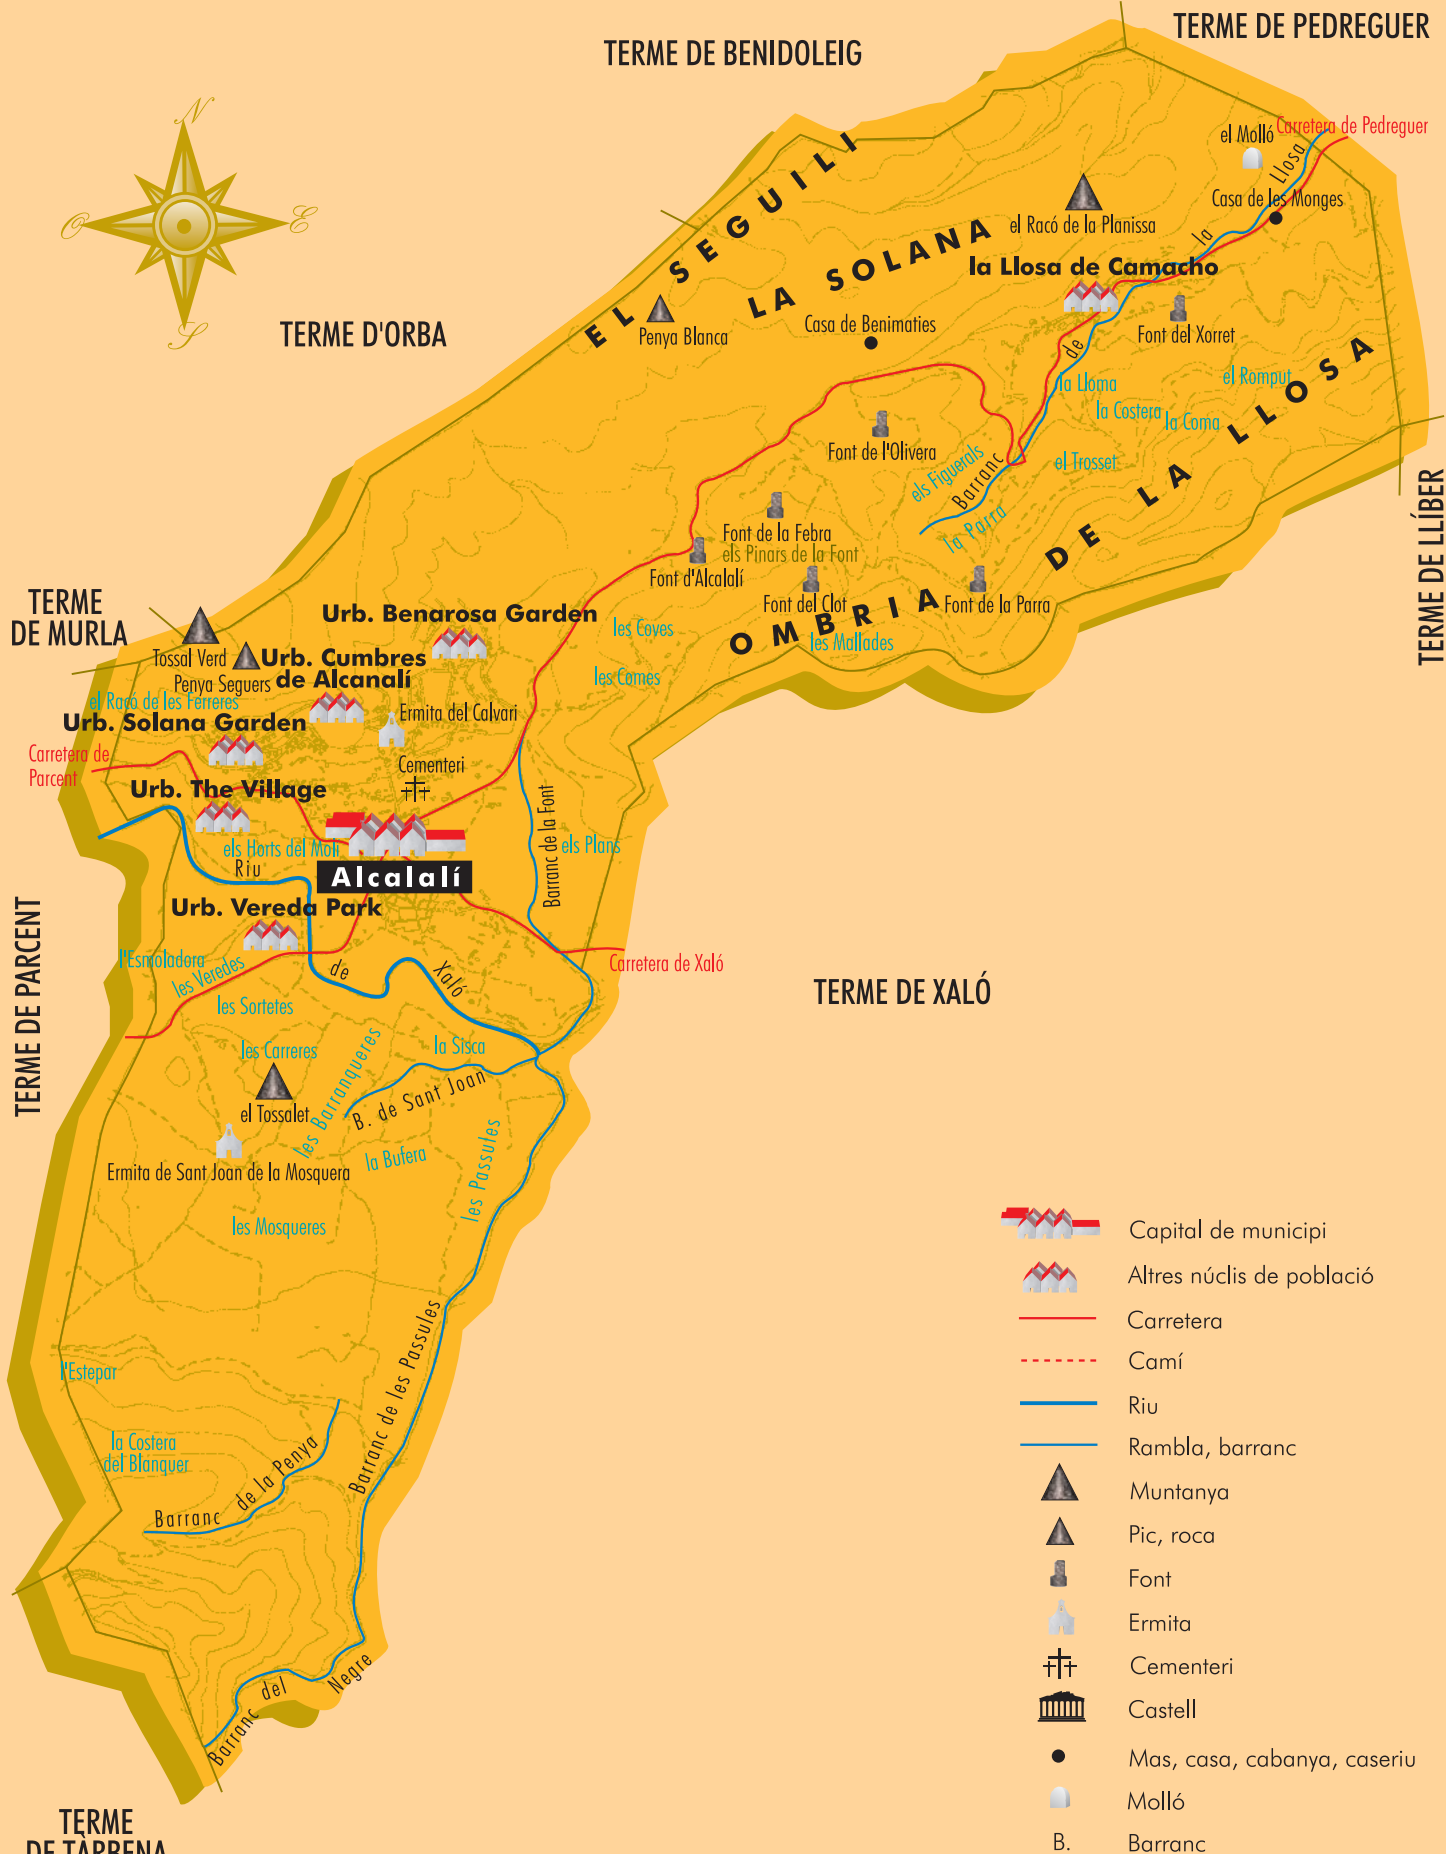 TERME DE PEDREGUER
TERME DE BENIDOLEIG
N
O
E
S
TERME D'ORBA
el Molló
Carretera de Pedreguer
Casa de les Monges
el Racó de la Planissa
EL SEGUILI
LA SOLANA
la Llosa de Camacho
Penya Blanca
Casa de Benimaties
Font del Xorret
Barranc de la Llosa
la Lloma
el Romput
la Costera
la Coma
Font de l'Olivera
els Figuerals
el Trosset
la Parra
Font de la Febra
els Pinars de la Font
Font d'Alcalalí
Font del Clot
Font de la Parra
OMBRIA DE LA LLOSA
les Mallades
TERME DE LLÍBER
TERME
DE MURLA
Urb. Benarosa Garden
les Coves
Tossal Verd
Urb. Cumbres
de Alcanalí
Penya Seguers
les Comes
el Racó de les Ferreres
Urb. Solana Garden
Ermita del Calvari
Carretera de
Parcent
Cementeri
Urb. The Village
els Horts del Molí
Barranc de la Font
els Plans
Riu de Xaló
Alcalalí
Urb. Vereda Park
TERME DE PARCENT
l'Esmoladora
les Veredes
Carretera de Xaló
TERME DE XALÓ
les Sortetes
les Carreres
les Barranqueres
la Sisca
B. de Sant Joan
el Tossalet
Ermita de Sant Joan de la Mosquera
la Bufera
les Passules
les Mosqueres
l'Estepar
Barranc de les Passules
la Costera
del Blanquer
Barranc de la Penya
Barranc del Negre
TERME
DE TÀRBENA
Capital de municipi
Altres núclis de població
Carretera
Camí
Riu
Rambla, barranc
Muntanya
Pic, roca
Font
Ermita
Cementeri
Castell
Mas, casa, cabanya, caseriu
Molló
B. Barranc